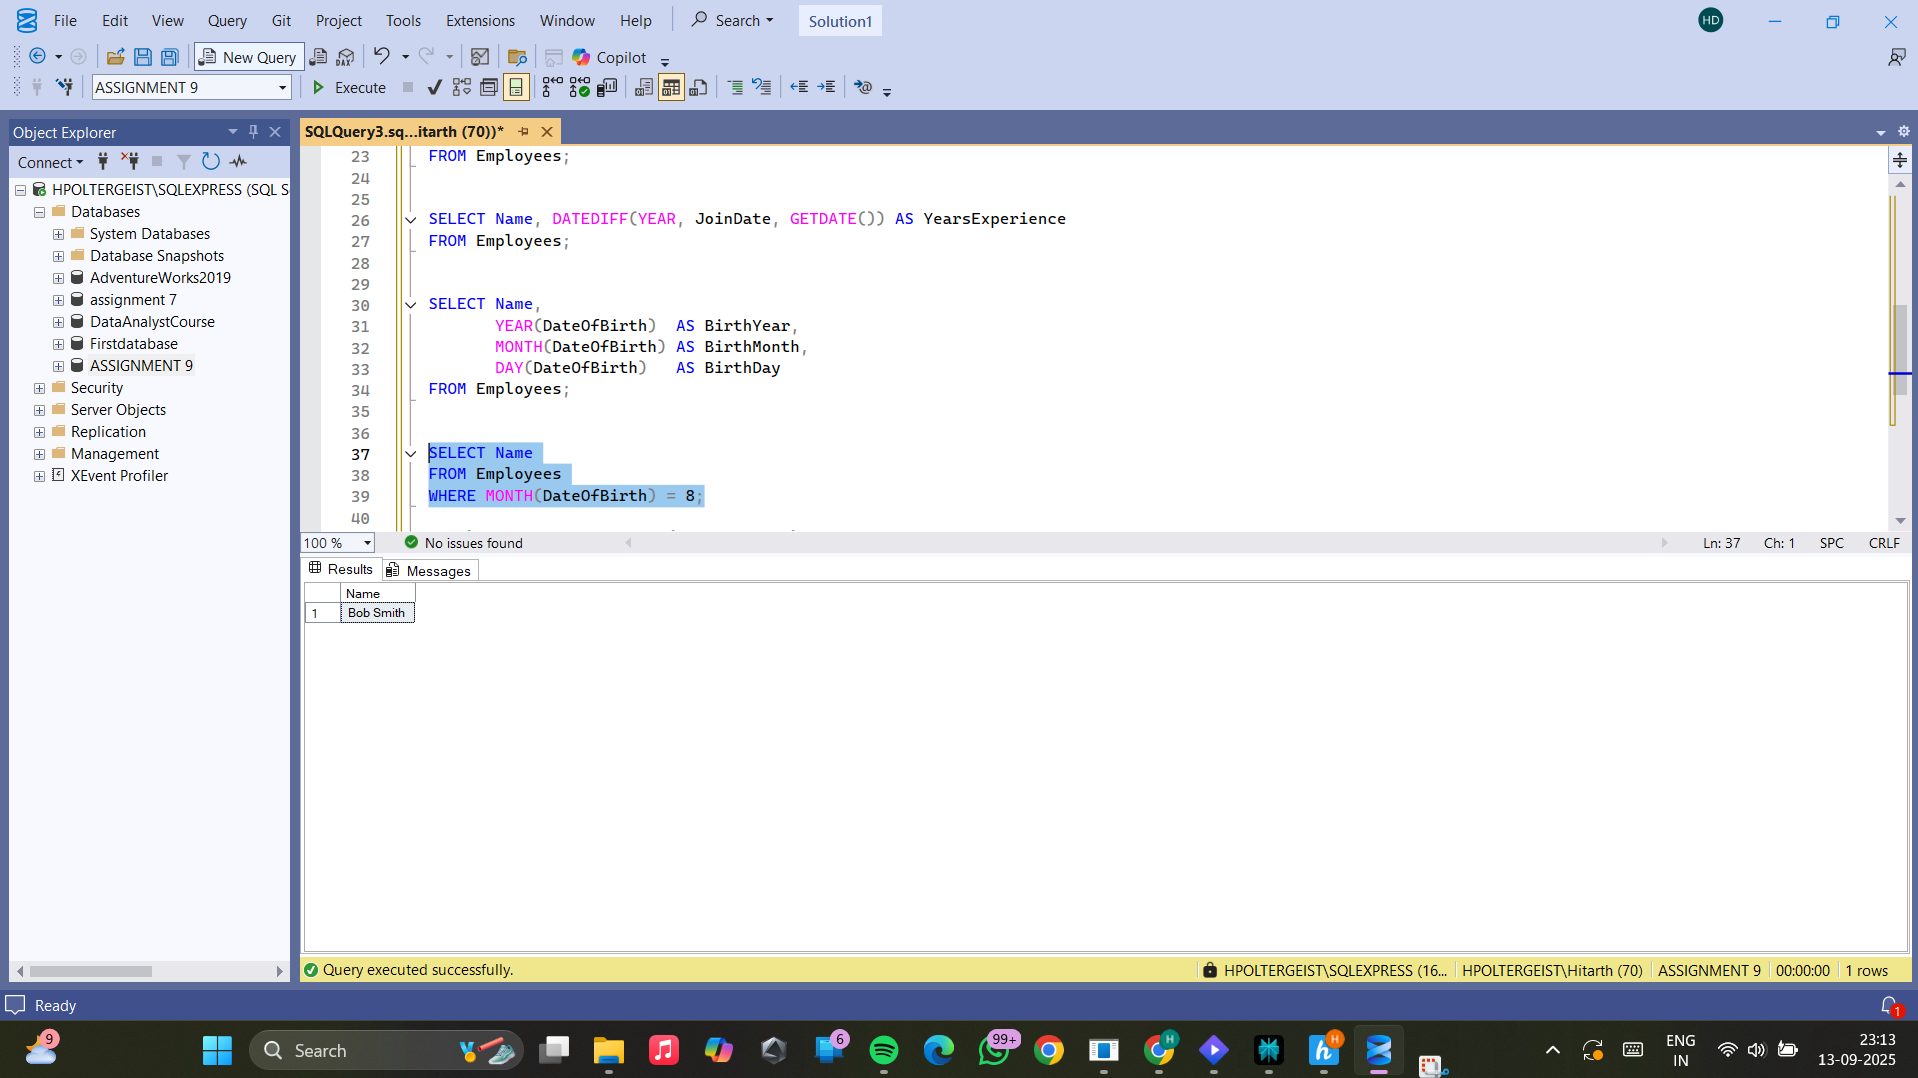 File Edit View Query Git Project Tools Extensions Window Help Search Solution1 HD
New Query DAX Copilot
ASSIGNMENT 9 Execute
Object Explorer
Connect
HPOLTERGEIST\SQLEXPRESS (SQL S
Databases
System Databases
Database Snapshots
AdventureWorks2019
assignment 7
DataAnalystCourse
Firstdatabase
ASSIGNMENT 9
Security
Server Objects
Replication
Management
XEvent Profiler
SQLQuery3.sq...itarth (70))*
23 FROM Employees;
24
25
26 SELECT Name, DATEDIFF(YEAR, JoinDate, GETDATE()) AS YearsExperience
27 FROM Employees;
28
29
30 SELECT Name,
31 YEAR(DateOfBirth) AS BirthYear,
32 MONTH(DateOfBirth) AS BirthMonth,
33 DAY(DateOfBirth) AS BirthDay
34 FROM Employees;
35
36
37 SELECT Name
38 FROM Employees
39 WHERE MONTH(DateOfBirth) = 8;
40
100 % No issues found Ln: 37 Ch: 1 SPC CRLF
Results Messages
Name
1 Bob Smith
Query executed successfully. HPOLTERGEIST\SQLEXPRESS (16... HPOLTERGEIST\Hitarth (70) ASSIGNMENT 9 00:00:00 1 rows
Ready 1
9 Search 6 99+ H H ENG 23:13
IN 13-09-2025